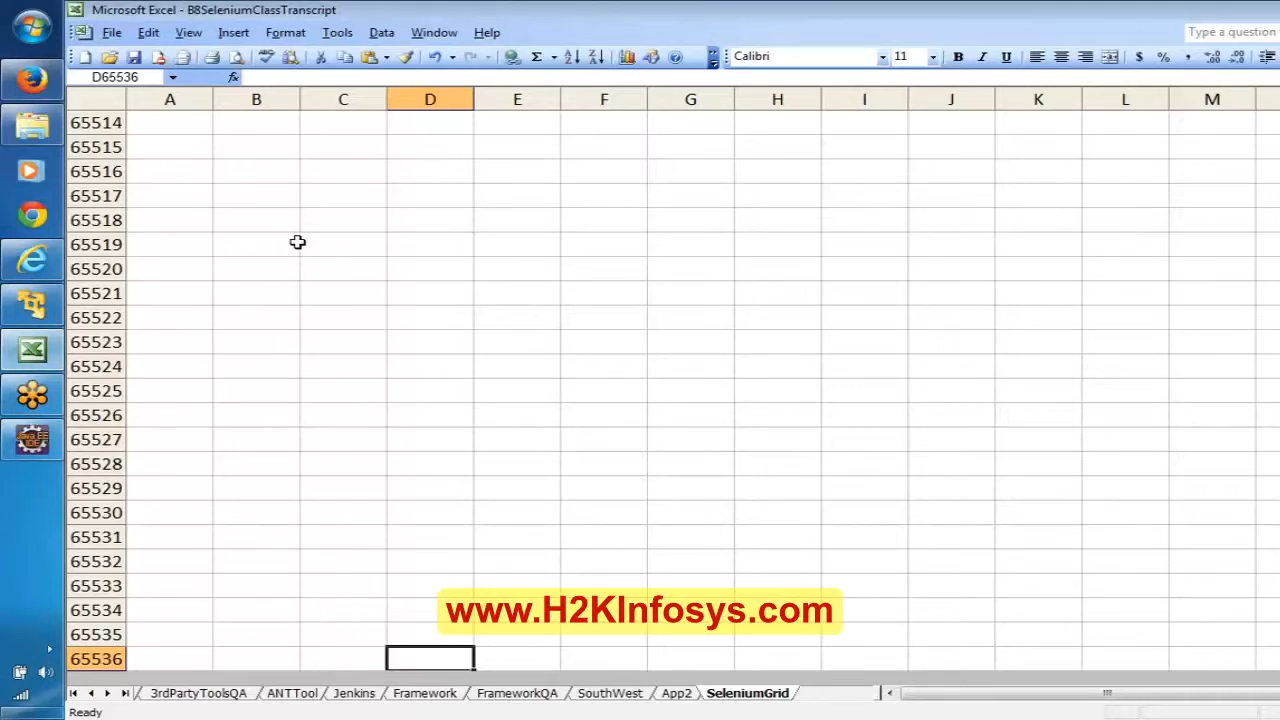 Microsoft Excel - B8SeleniumClassTranscript
File Edit View Insert Format Tools Data Window Help
Type a question
Calibri 11 B I U $ %
D65536 fx
A B C D E F G H I J K L M
65514
65515
65516
65517
65518
65519
65520
65521
65522
65523
65524
65525
65526
65527
65528
65529
65530
65531
65532
65533
65534
65535
65536
www.H2KInfosys.com
3rdPartyToolsQA ANTTool Jenkins Framework FrameworkQA SouthWest App2 SeleniumGrid
Ready